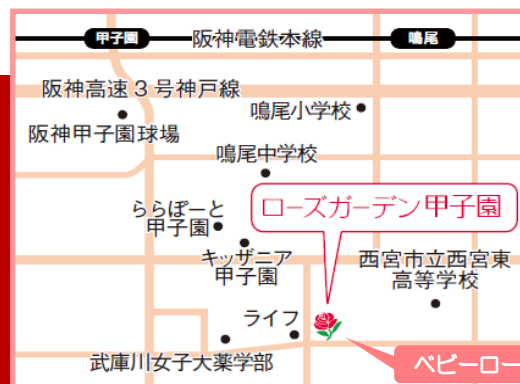 甲子園
阪神電鉄本線
鳴尾
阪神高速３号神戸線
鳴尾小学校
阪神甲子園球場
鳴尾中学校
ららぽーと
甲子園
ローズガーデン甲子園
キッザニア
甲子園
西宮市立西宮東
高等学校
ライフ
武庫川女子大薬学部
ベビーロー